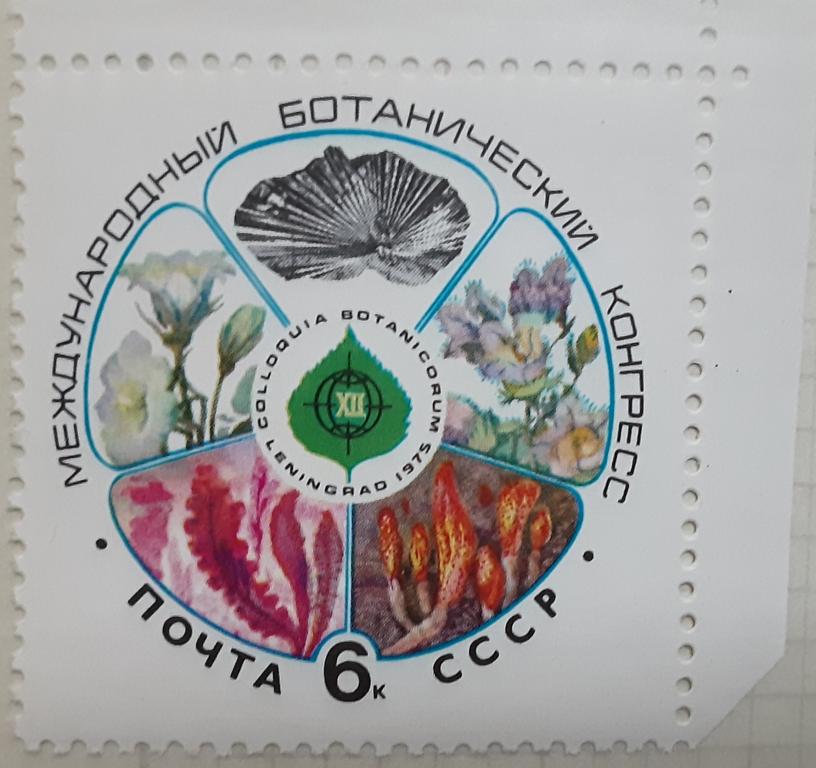 МЕЖДУНАРОДНЫЙ БОТАНИЧЕСКИЙ КОНГРЕСС
COLLOQUIA BOTANICORUM
XII
LENINGRAD 1975
• ПОЧТА 6к СССР •